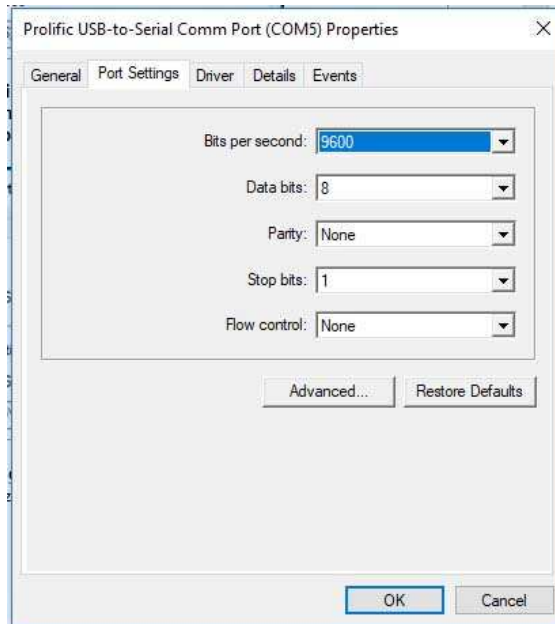 Prolific USB-to-Serial Comm Port (COM5) Properties
General Port Settings Driver Details Events
Bits per second: 9600
Data bits: 8
Parity: None
Stop bits: 1
Flow control: None
Advanced... Restore Defaults
OK Cancel